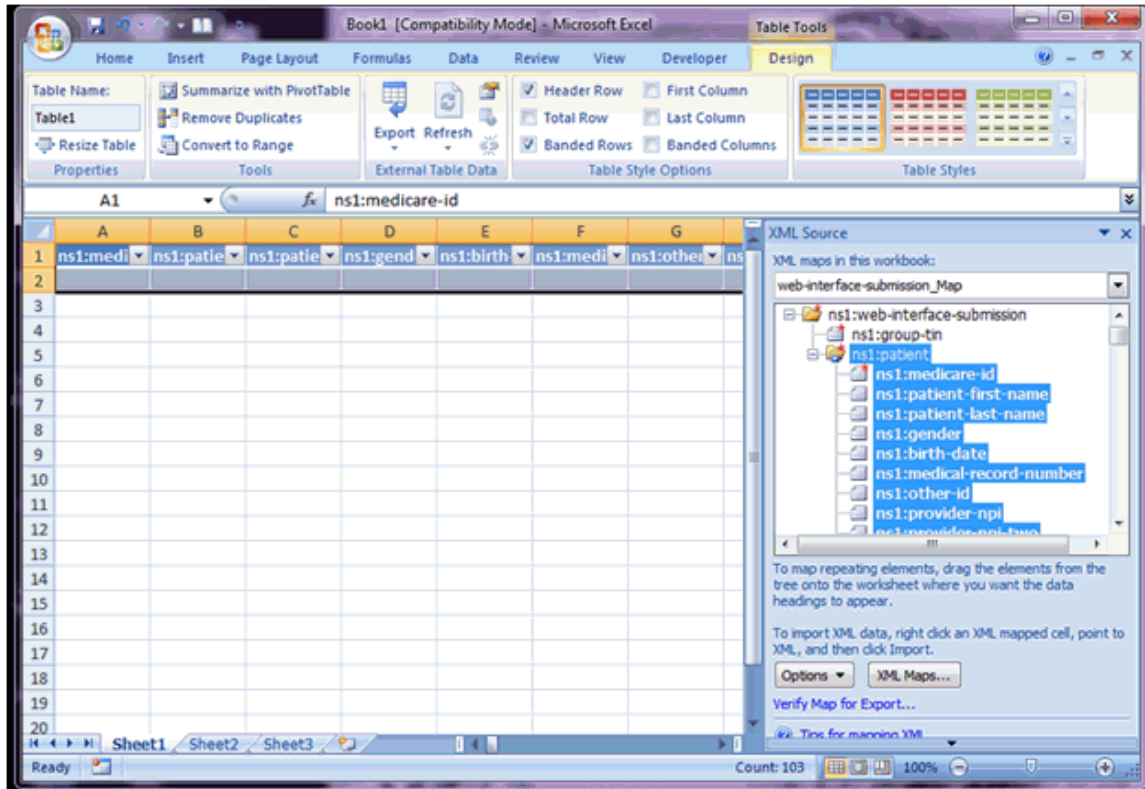 Book1 [Compatibility Mode] - Microsoft Excel
Table Tools
Home Insert Page Layout Formulas Data Review View Developer Design
Table Name:
Table1
Resize Table
Properties
Summarize with PivotTable
Remove Duplicates
Convert to Range
Tools
Export Refresh
External Table Data
Header Row First Column
Total Row Last Column
Banded Rows Banded Columns
Table Style Options
Table Styles
A1 fx ns1:medicare-id
A B C D E F G
1 ns1:medi ns1:patie ns1:patie ns1:gend ns1:birth- ns1:medi ns1:other ns
2
3
4
5
6
7
8
9
10
11
12
13
14
15
16
17
18
19
20
XML Source
XML maps in this workbook:
web-interface-submission_Map
ns1:web-interface-submission
ns1:group-tin
ns1:patient
ns1:medicare-id
ns1:patient-first-name
ns1:patient-last-name
ns1:gender
ns1:birth-date
ns1:medical-record-number
ns1:other-id
ns1:provider-npi
ns1:provider-npi-two
To map repeating elements, drag the elements from the
tree onto the worksheet where you want the data
headings to appear.
To import XML data, right click an XML mapped cell, point to
XML, and then click Import.
Options XML Maps...
Verify Map for Export...
Tips for mapping XML
Sheet1 Sheet2 Sheet3
Ready Count: 103 100%